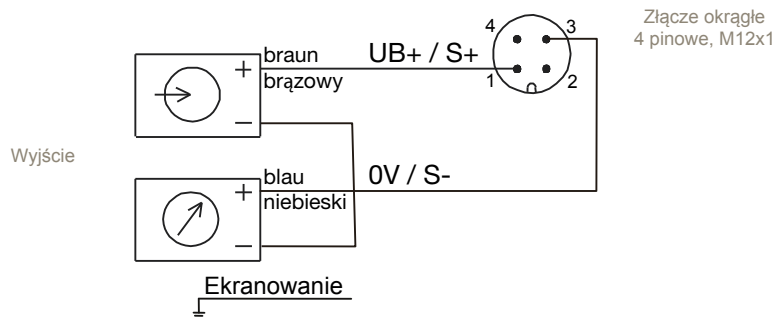 Złącze okrągłe
4 pinowe, M12x1
4
3
braun
UB+ / S+
+
brązowy
1
2
−
Wyjście
blau
0V / S-
+
niebieski
−
Ekranowanie